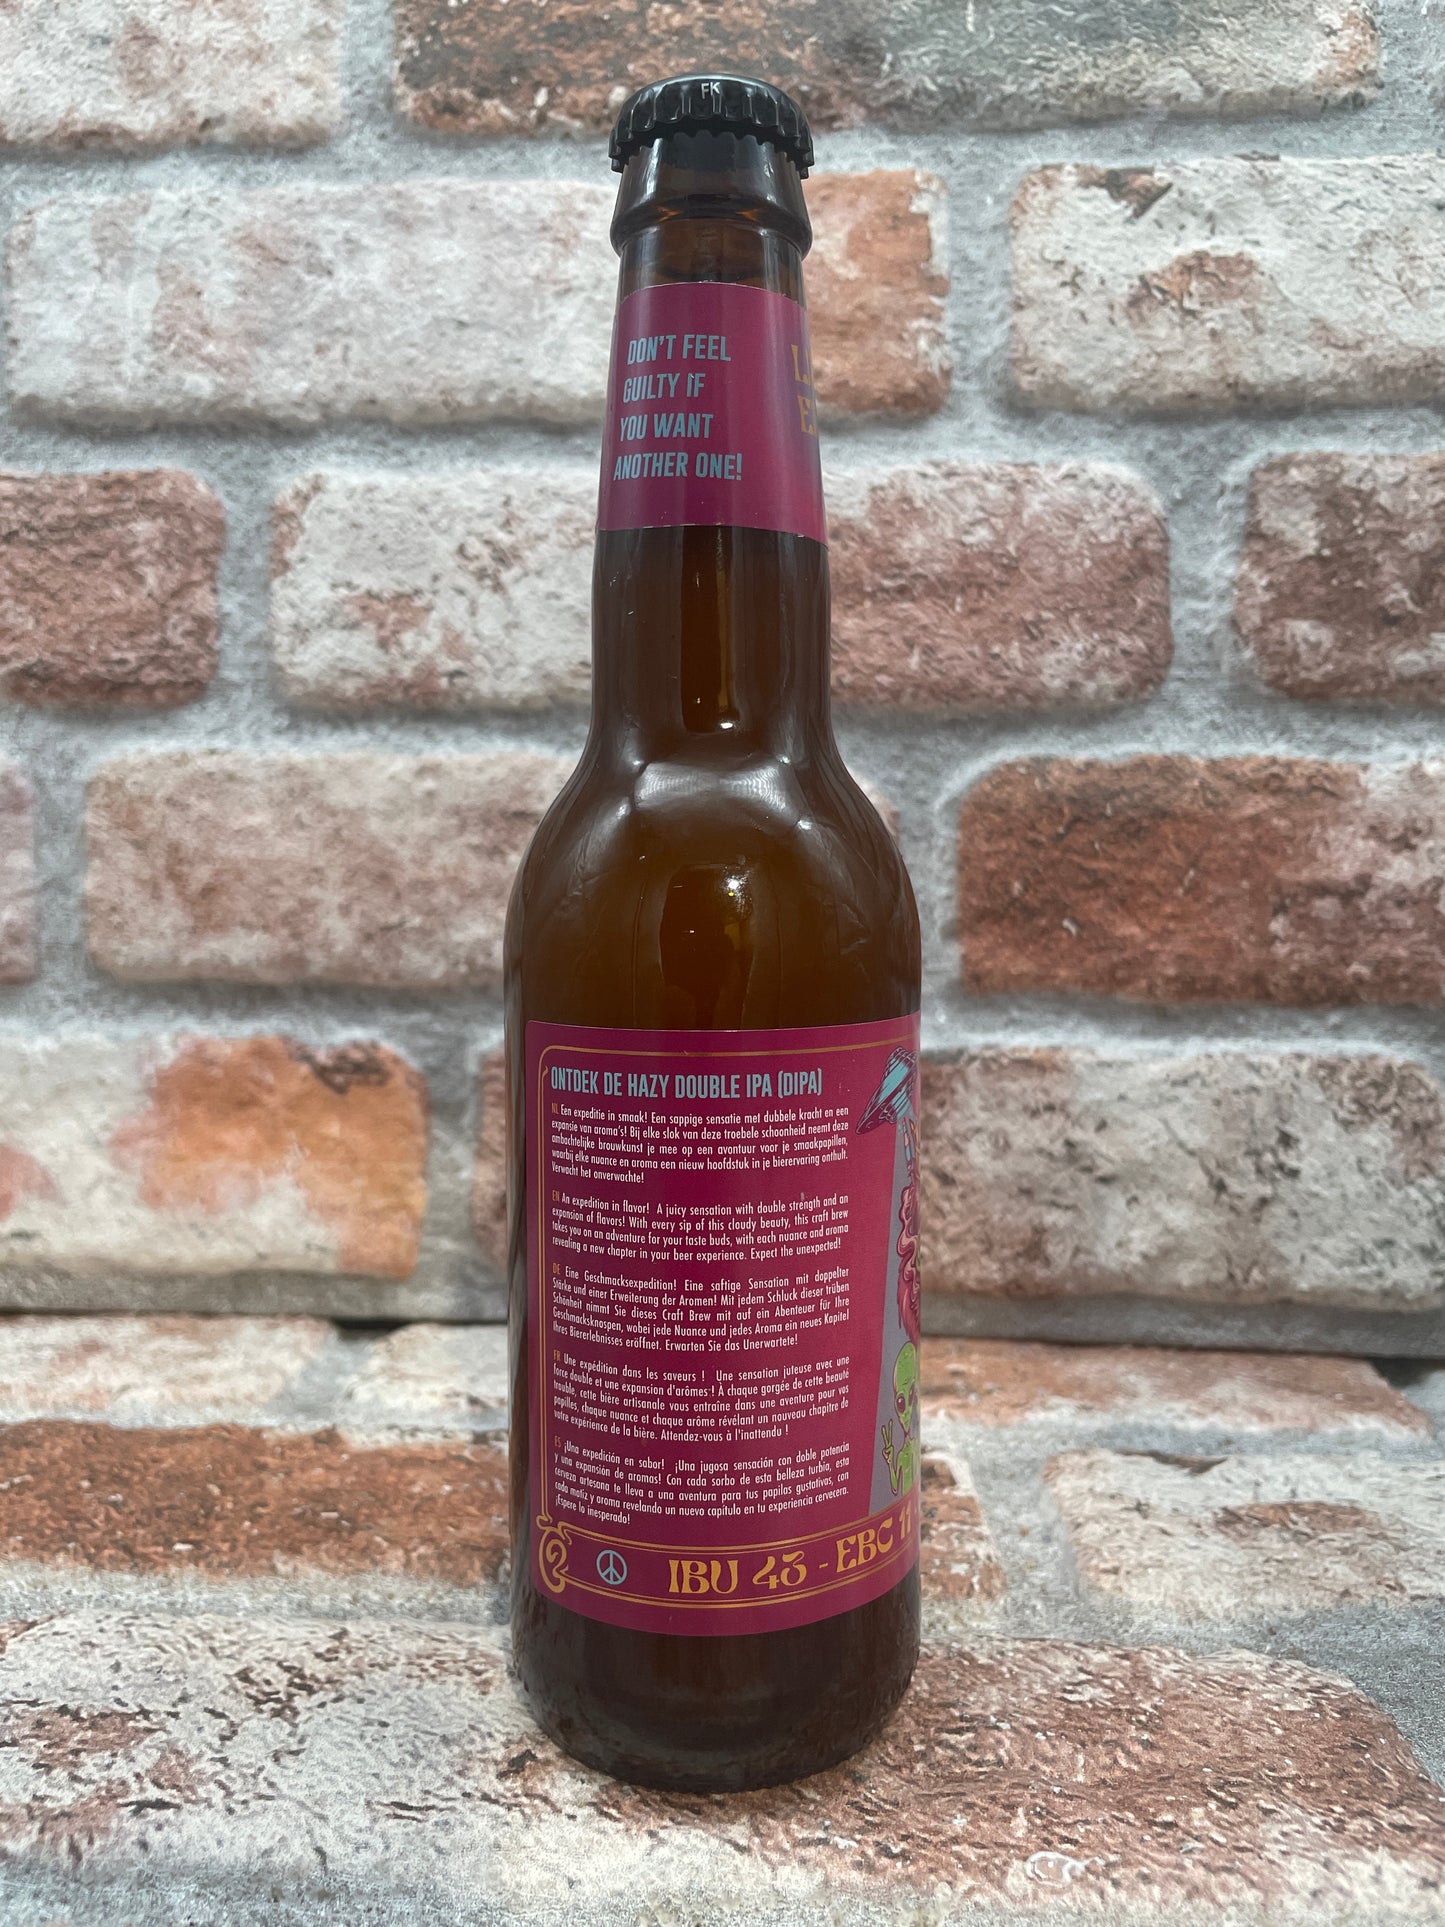 FK
DON'T FEEL
GUILTY IF
YOU WANT
ANOTHER ONE!
ONTDEK DE HAZY DOUBLE IPA (DIPA)
NL Een expeditie in smaak! Een sappige sensatie met dubbele kracht en een
expansie van aroma's! Bij elke slok van deze troebele schoonheid neemt deze
ambachtelijke brouwkunst je mee op een avontuur voor je smaakpapillen,
waarbij elke nuance en aroma een nieuw hoofdstuk in je bierervaring onthult.
Verwacht het onverwachte!
EN An expedition in flavor! A juicy sensation with double strength and an
expansion of flavors! With every sip of this cloudy beauty, this craft brew
takes you on an adventure for your taste buds, with each nuance and aroma
revealing a new chapter in your beer experience. Expect the unexpected!
DE Eine Geschmacksexpedition! Eine saftige Sensation mit doppelter
Stärke und einer Erweiterung der Aromen! Mit jedem Schluck dieser trüben
Schönheit nimmt Sie dieses Craft Brew mit auf ein Abenteuer für Ihre
Geschmacksknospen, wobei jede Nuance und jedes Aroma ein neues Kapitel
Ihres Biererlebnisses eröffnet. Erwarten Sie das Unerwartete!
FR Une expédition dans les saveurs ! Une sensation juteuse avec une
force double et une expansion d'arômes ! À chaque gorgée de cette beauté
trouble, cette bière artisanale vous entraîne dans une aventure pour vos
papilles, chaque nuance et chaque arôme révélant un nouveau chapitre de
votre expérience de la bière. Attendez-vous à l'inattendu !
ES ¡Una expedición en sabor! ¡Una jugosa sensación con doble potencia
y una expansión de aromas! Con cada sorbo de esta belleza turbia, esta
cerveza artesana te lleva a una aventura para tus papilas gustativas, con
cada matiz y aroma revelando un nuevo capítulo en tu experiencia cervecera.
¡Espere lo inesperado!
IBU 43 - EBC 11